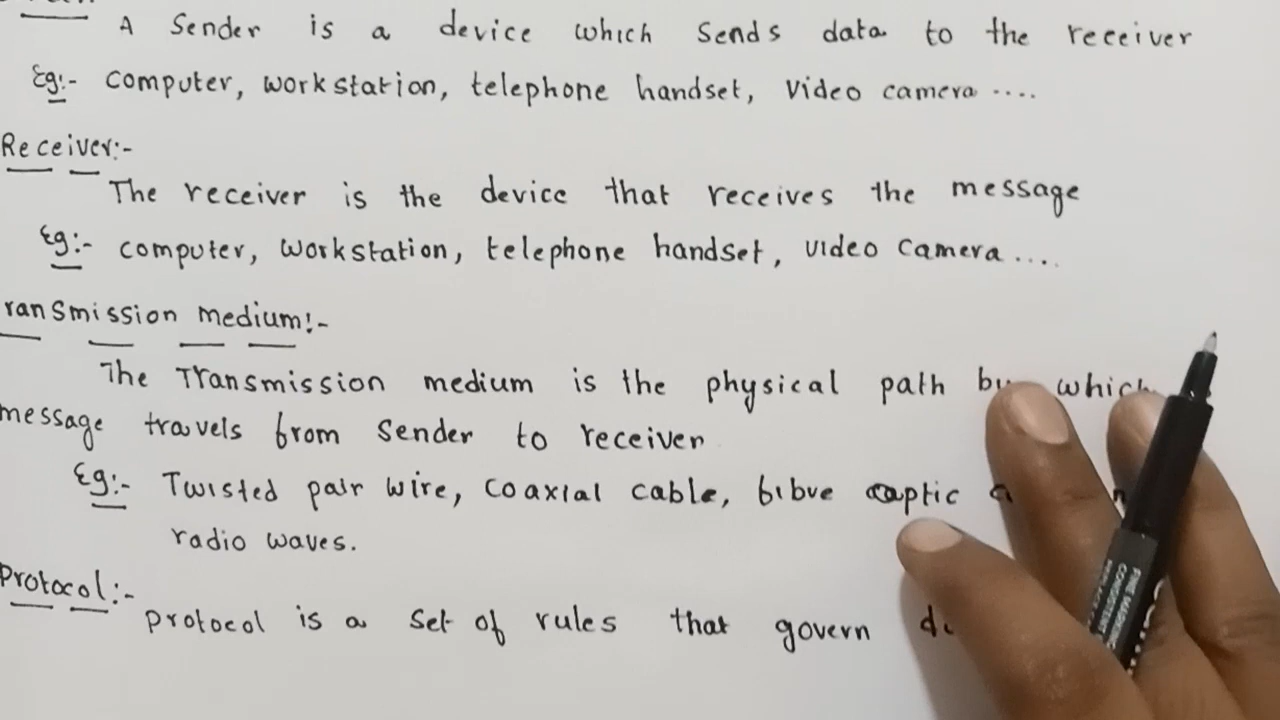 A Sender is a device which Sends data to the receiver
Eg:- Computer, workstation, telephone handset, Video camera ....
Receiver:-
The receiver is the device that receives the message
Eg:- computer, workstation, telephone handset, video camera ....
ransmission medium:-
The Transmission medium is the physical path by which
message travels from Sender to receiver
Eg:- Twisted pair wire, coaxial cable, fibve optic
radio waves.
Protocol:-
protocol is a set of rules that govern